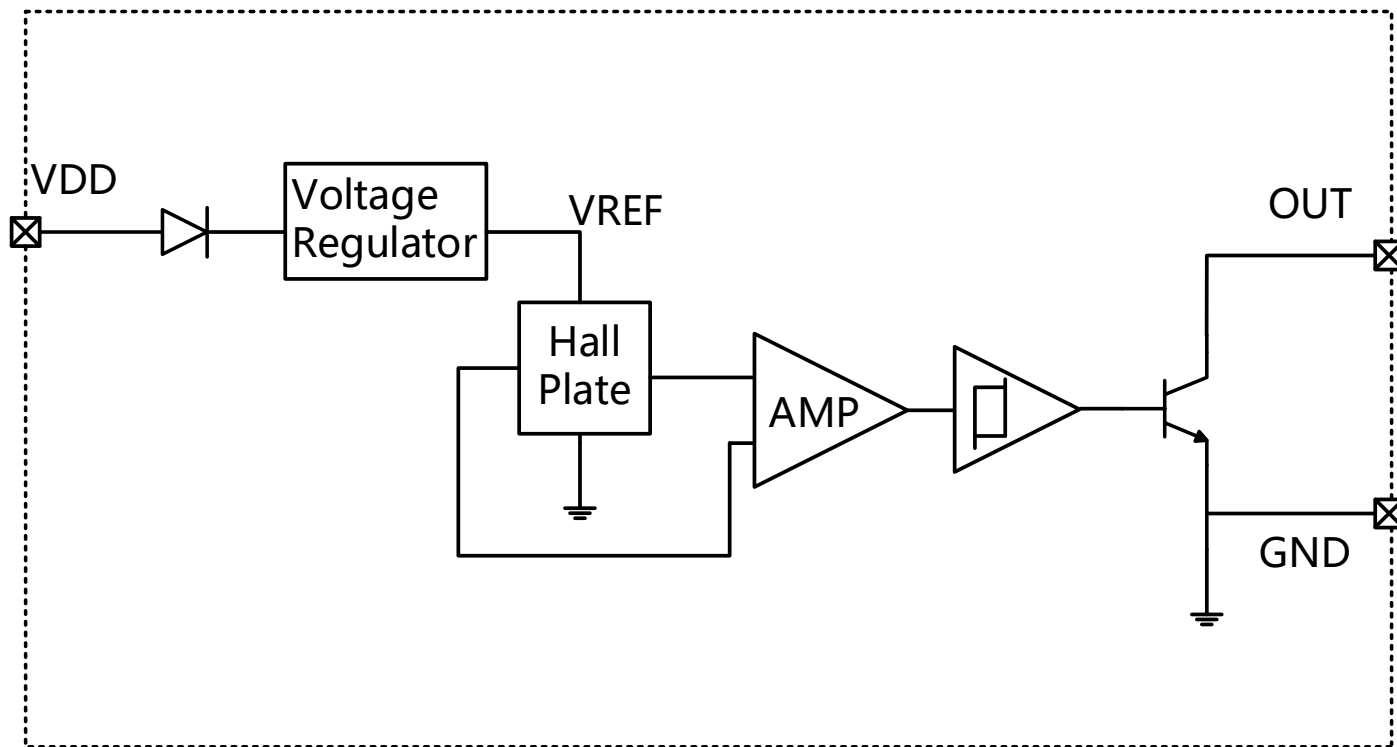 VDD
Voltage
Regulator
VREF
OUT
Hall
Plate
AMP
GND